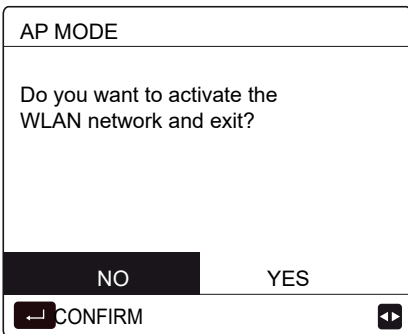 AP MODE
Do you want to activate the
WLAN network and exit?
NO YES
CONFIRM